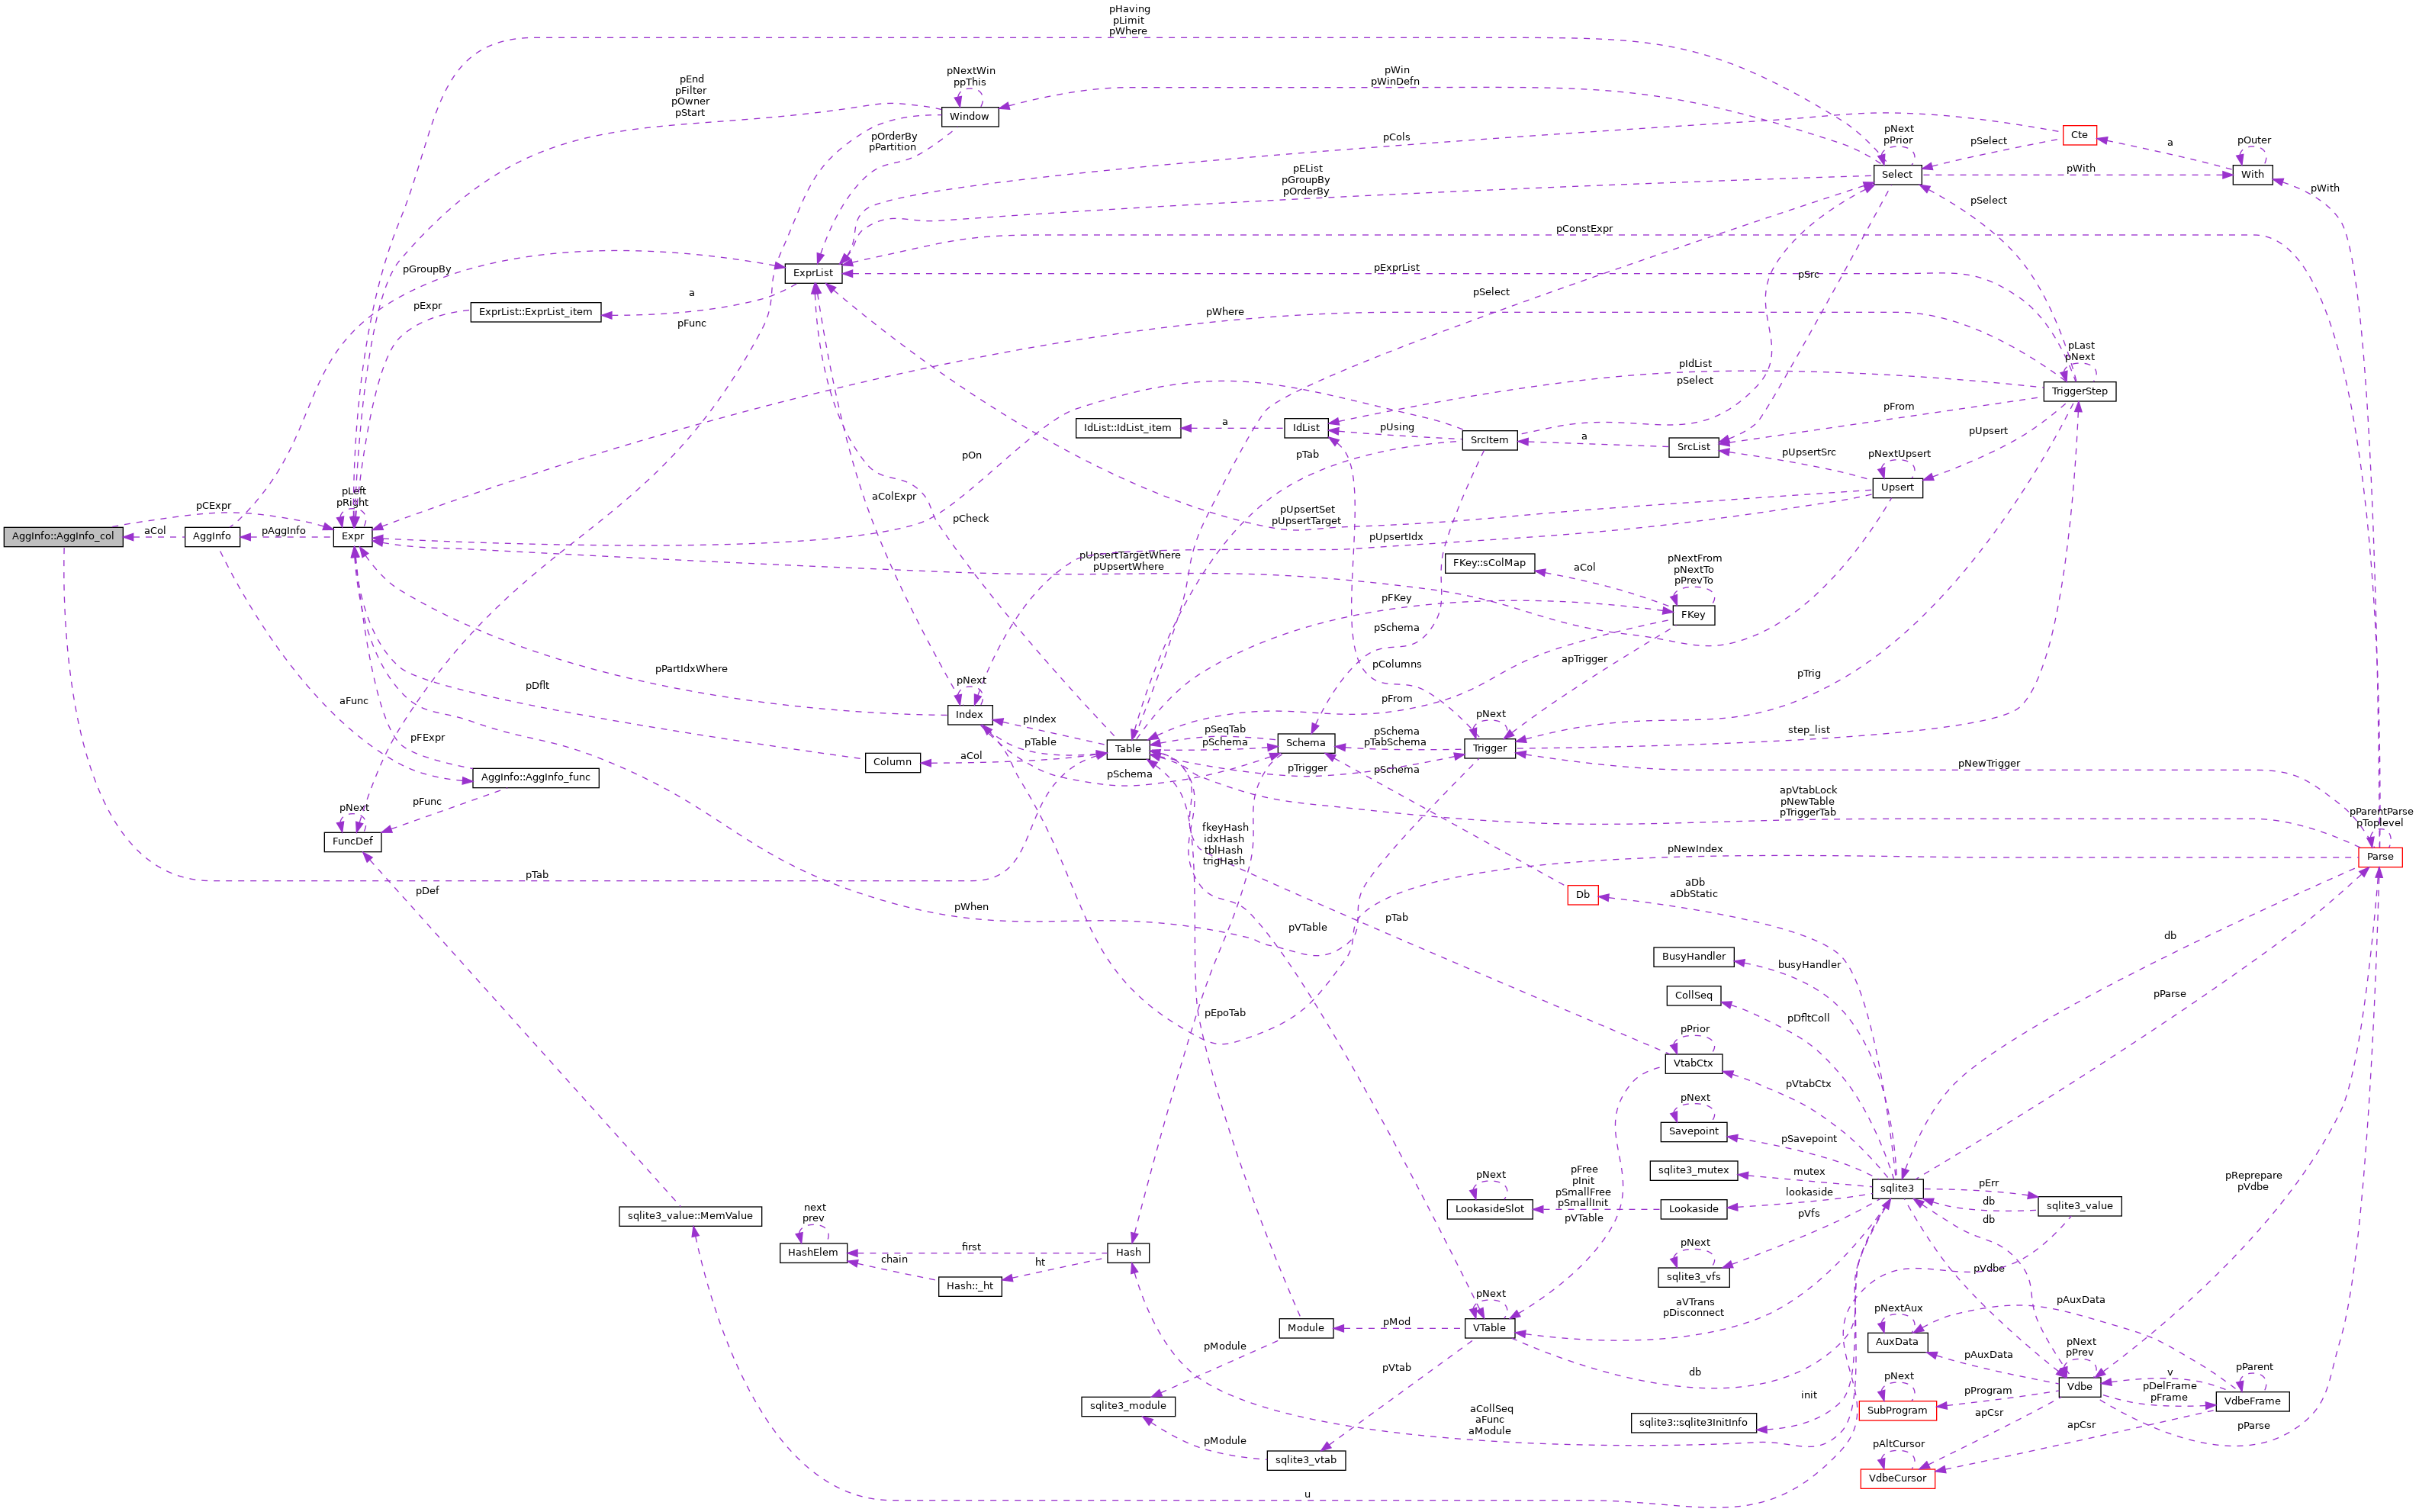 pHaving
pLimit
pWhere
pEnd
pFilter
pOwner
pStart
pNextWin
ppThis
pWin
pWinDefn
Window
pOrderBy
pPartition
pCols
Cte
pNext
pPrior
pSelect
a
pOuter
pEList
pGroupBy
pOrderBy
Select
pWith
With
pWith
pSelect
pConstExpr
pGroupBy
ExprList
pExprList
pSrc
a
pSelect
pExpr
ExprList::ExprList_item
pFunc
pWhere
pLast
pNext
pIdList
pSelect
TriggerStep
pFrom
IdList::IdList_item
a
IdList
pUsing
SrcItem
a
SrcList
pUpsert
pOn
pTab
pUpsertSrc
pNextUpsert
Upsert
aColExpr
pLeft
pRight
pCheck
pUpsertSet
pUpsertTarget
pCExpr
AggInfo::AggInfo_col
aCol
AggInfo
pAggInfo
Expr
pUpsertIdx
pUpsertTargetWhere
pUpsertWhere
FKey::sColMap
aCol
pNextFrom
pNextTo
pPrevTo
pFKey
FKey
pSchema
pPartIdxWhere
pColumns
apTrigger
pTrig
pDflt
pNext
aFunc
pFrom
Index
pIndex
pNext
pSeqTab
pSchema
pSchema
pTabSchema
step_list
pFExpr
pTable
Table
Schema
Trigger
aCol
Column
pTrigger
pSchema
pSchema
pNewTrigger
AggInfo::AggInfo_func
pFunc
pNext
apVtabLock
pNewTable
pTriggerTab
pParentParse
pToplevel
FuncDef
fkeyHash
idxHash
tblHash
trigHash
pNewIndex
Parse
pTab
pDef
Db
aDb
aDbStatic
pWhen
pTab
pVTable
db
BusyHandler
busyHandler
CollSeq
pParse
pEpoTab
pDfltColl
pPrior
VtabCtx
pVtabCtx
pNext
Savepoint
pSavepoint
sqlite3_mutex
mutex
pNext
pFree
pInit
pSmallFree
pSmallInit
sqlite3
pErr
pReprepare
pVdbe
LookasideSlot
Lookaside
lookaside
db
sqlite3_value
sqlite3_value::MemValue
next
prev
pVTable
pVfs
db
HashElem
first
Hash
pNext
chain
ht
Hash::_ht
sqlite3_vfs
pVdbe
pNext
aVTrans
pDisconnect
pNextAux
pAuxData
Module
pMod
VTable
AuxData
pNext
pPrev
pModule
pAuxData
pVtab
db
pNext
v
pParent
Vdbe
pDelFrame
pFrame
VdbeFrame
sqlite3_module
aCollSeq
aFunc
aModule
init
pProgram
SubProgram
sqlite3::sqlite3InitInfo
apCsr
apCsr
pParse
pModule
sqlite3_vtab
pAltCursor
VdbeCursor
u